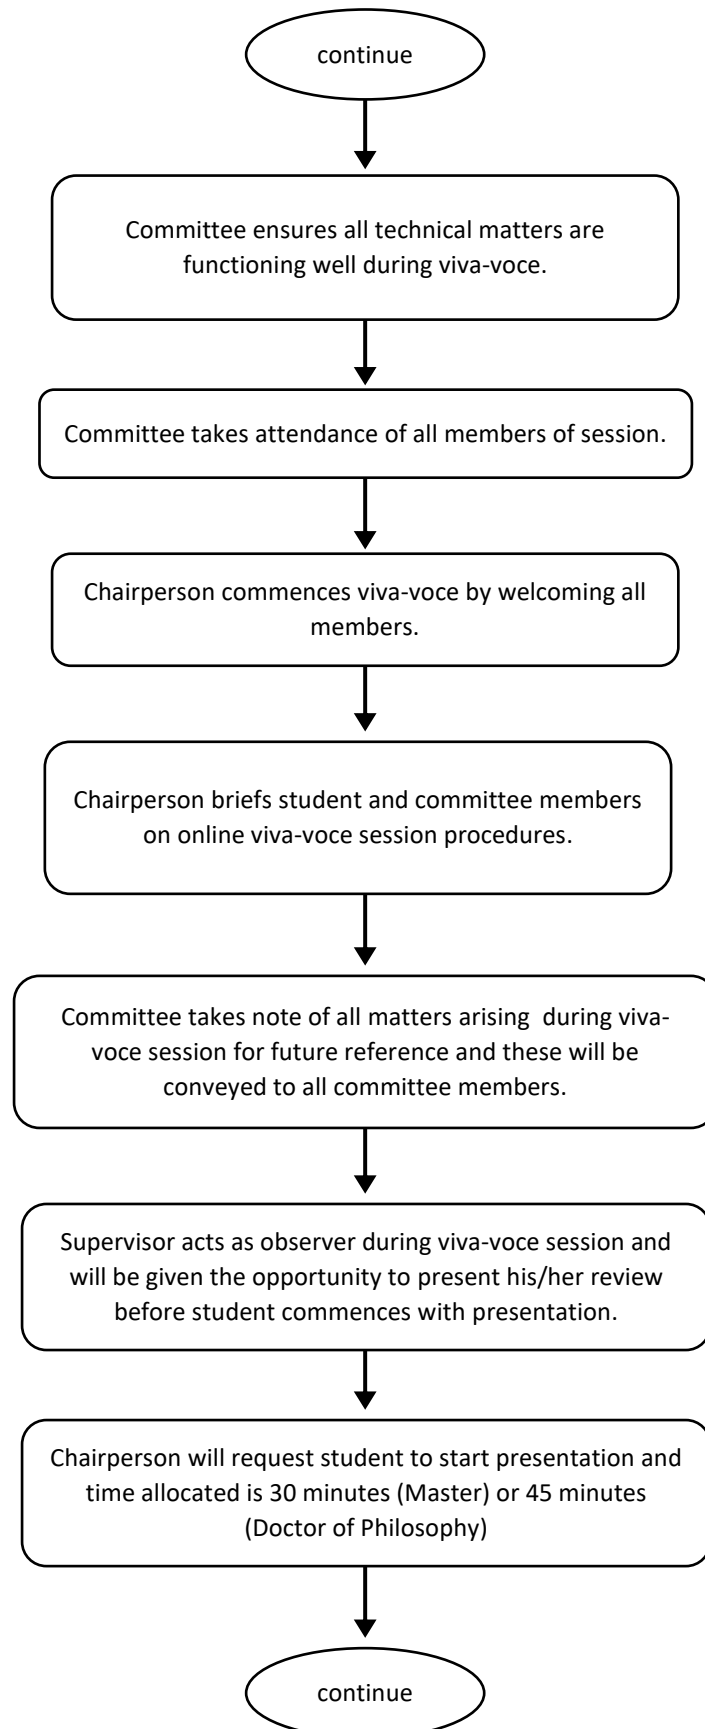 continue
Committee ensures all technical matters are
functioning well during viva-voce.
Committee takes attendance of all members of session.
Chairperson commences viva-voce by welcoming all
members.
Chairperson briefs student and committee members
on online viva-voce session procedures.
Committee takes note of all matters arising  during viva-
voce session for future reference and these will be
conveyed to all committee members.
Supervisor acts as observer during viva-voce session and
will be given the opportunity to present his/her review
before student commences with presentation.
Chairperson will request student to start presentation and
time allocated is 30 minutes (Master) or 45 minutes
(Doctor of Philosophy)
continue